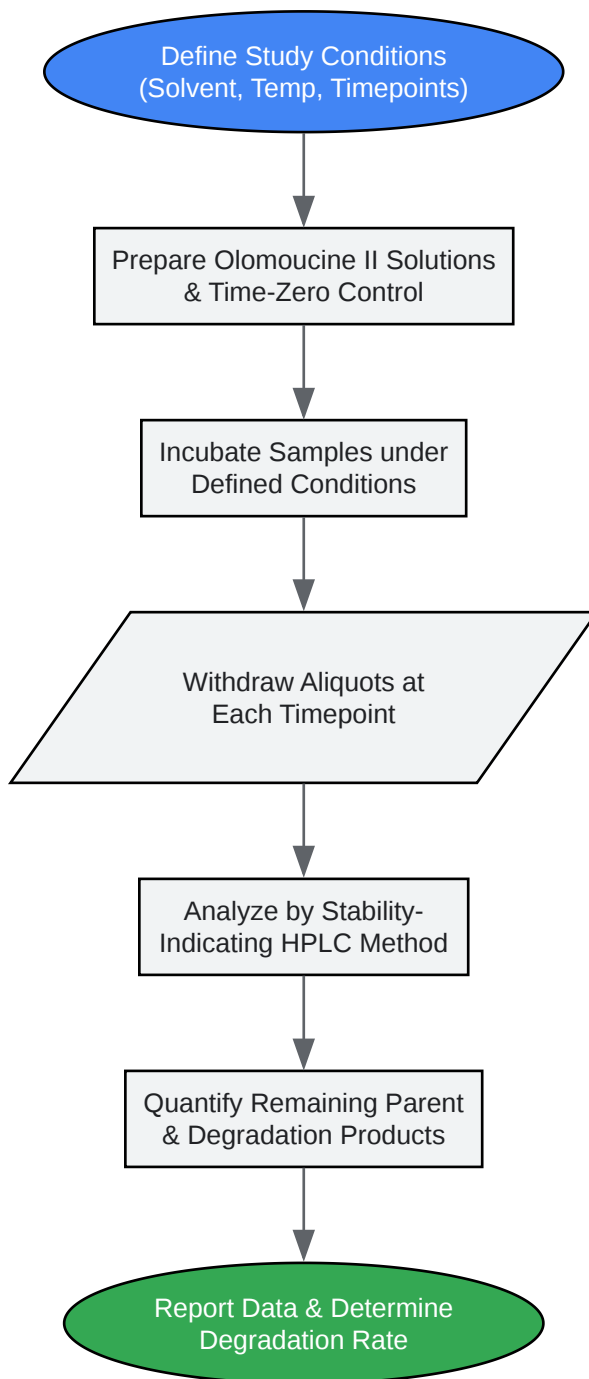 Define Study Conditions
(Solvent, Temp, Timepoints)
Prepare Olomoucine II Solutions
& Time-Zero Control
Incubate Samples under
Defined Conditions
Withdraw Aliquots at
Each Timepoint
Analyze by Stability-
Indicating HPLC Method
Quantify Remaining Parent
& Degradation Products
Report Data & Determine
Degradation Rate